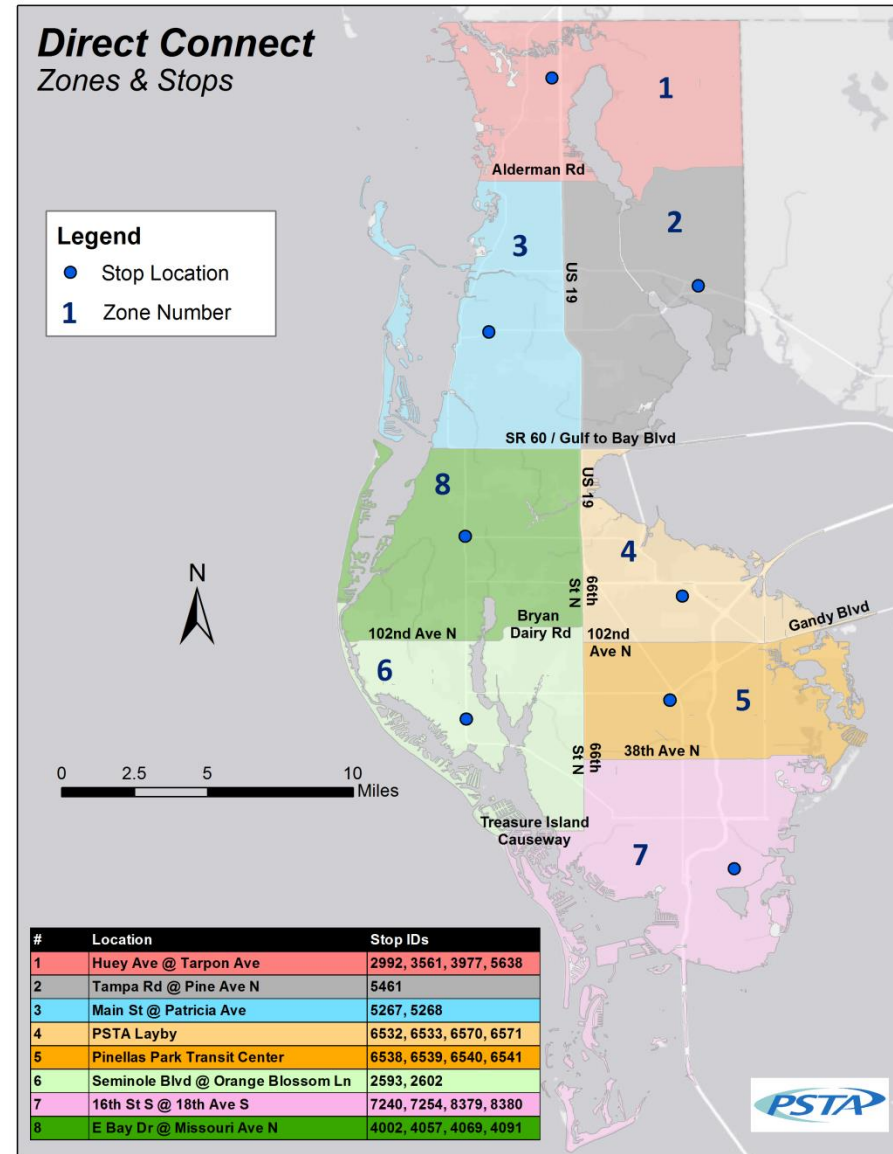 Direct Connect
Zones & Stops
1
Alderman Rd
2
Legend
Stop Location
1 Zone Number
3
US 19
SR 60 / Gulf to Bay Blvd
8
US 19
4
N
66th
St N
Bryan
Dairy Rd
102nd Ave N
102nd
Ave N
Gandy Blvd
6
5
66th
St N
38th Ave N
0 2.5 5 10
Miles
Treasure Island
Causeway
7
# Location Stop IDs
1 Huey Ave @ Tarpon Ave 2992, 3561, 3977, 5638
2 Tampa Rd @ Pine Ave N 5461
3 Main St @ Patricia Ave 5267, 5268
4 PSTA Layby 6532, 6533, 6570, 6571
5 Pinellas Park Transit Center 6538, 6539, 6540, 6541
6 Seminole Blvd @ Orange Blossom Ln 2593, 2602
7 16th St S @ 18th Ave S 7240, 7254, 8379, 8380
8 E Bay Dr @ Missouri Ave N 4002, 4057, 4069, 4091
PSTA